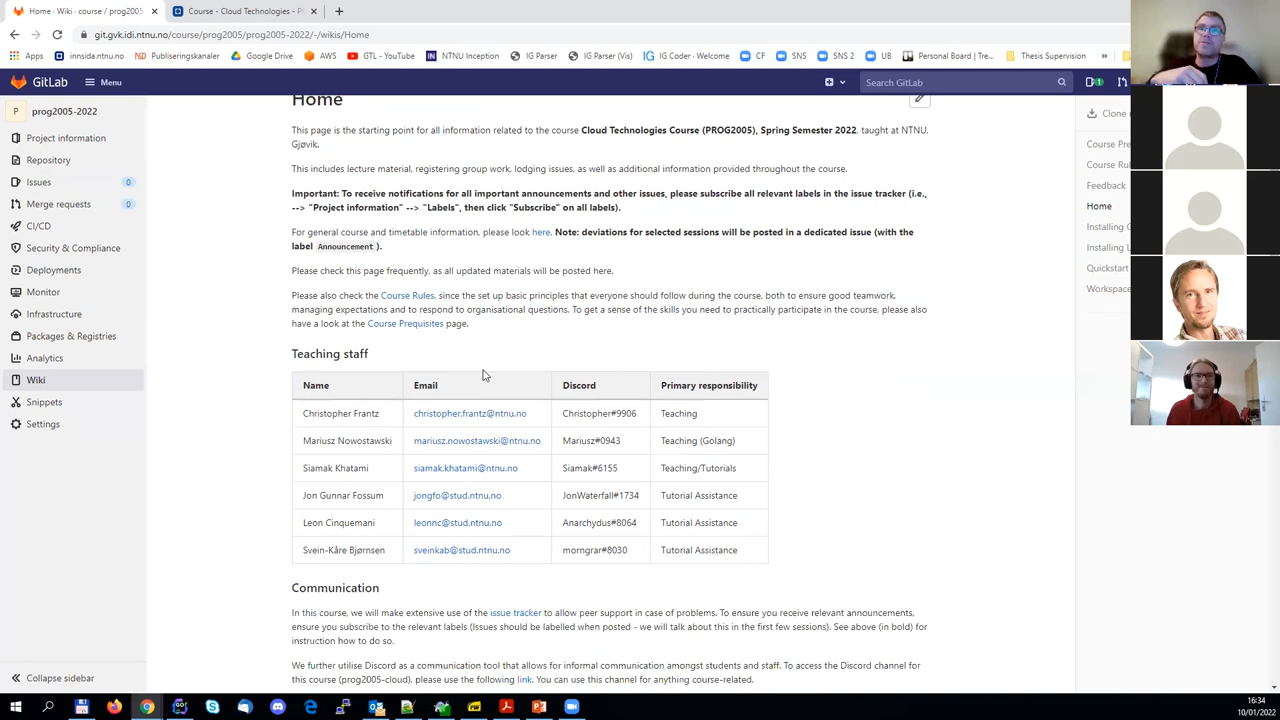 Home · Wiki · course / prog2005
Course - Cloud Technologies - P
git.gvk.idi.ntnu.no/course/prog2005/prog2005-2022/-/wikis/Home
innsida.ntnu.no Publiseringskanaler Google Drive AWS GTL - YouTube NTNU Inception IG Parser IG Parser (Vis) IG Coder - Welcome CF SNS SNS 2 UB Personal Board | Tre... Thesis Supervision »
GitLab Menu Search GitLab 1
P prog2005-2022
Project information
Repository
Issues 0
Merge requests 0
CI/CD
Security & Compliance
Deployments
Monitor
Infrastructure
Packages & Registries
Analytics
Wiki
Snippets
Settings
Collapse sidebar
Home
This page is the starting point for all information related to the course Cloud Technologies Course (PROG2005), Spring Semester 2022, taught at NTNU,
Gjøvik.
This includes lecture material, registering group work, lodging issues, as well as additional information provided throughout the course.
Important: To receive notifications for all important announcements and other issues, please subscribe all relevant labels in the issue tracker (i.e.,
--> "Project information" --> "Labels", then click "Subscribe" on all labels).
For general course and timetable information, please look here. Note: deviations for selected sessions will be posted in a dedicated issue (with the
label Announcement ).
Please check this page frequently, as all updated materials will be posted here.
Please also check the Course Rules, since the set up basic principles that everyone should follow during the course, both to ensure good teamwork,
managing expectations and to respond to organisational questions. To get a sense of the skills you need to practically participate in the course, please also
have a look at the Course Prequisites page.
Teaching staff
Name Email Discord Primary responsibility
Christopher Frantz christopher.frantz@ntnu.no Christopher#9906 Teaching
Mariusz Nowostawski mariusz.nowostawski@ntnu.no Mariusz#0943 Teaching (Golang)
Siamak Khatami siamak.khatami@ntnu.no Siamak#6155 Teaching/Tutorials
Jon Gunnar Fossum jongfo@stud.ntnu.no JonWaterfall#1734 Tutorial Assistance
Leon Cinquemani leonnc@stud.ntnu.no Anarchydus#8064 Tutorial Assistance
Svein-Kåre Bjørnsen sveinkab@stud.ntnu.no morngrar#8030 Tutorial Assistance
Communication
In this course, we will make extensive use of the issue tracker to allow peer support in case of problems. To ensure you receive relevant announcements,
ensure you subscribe to the relevant labels (Issues should be labelled when posted - we will talk about this in the first few sessions). See above (in bold) for
instruction how to do so.
We further utilise Discord as a communication tool that allows for informal communication amongst students and staff. To access the Discord channel for
this course (prog2005-cloud), please use the following link. You can use this channel for anything course-related.
Clone
Course Pre
Course Rul
Feedback
Home
Installing G
Installing L
Quickstart
Workspace
16:34
10/01/2022